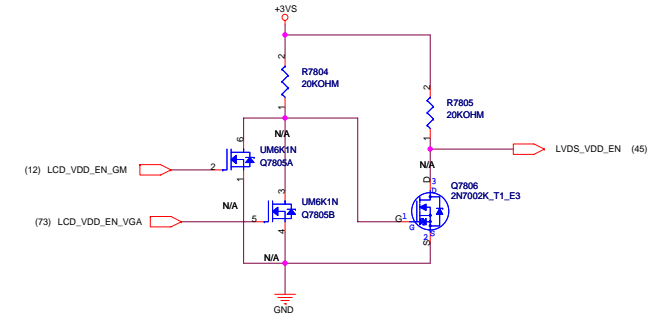 +3VS
2
R7804
20KOHM
1
2
R7805
20KOHM
1
N/A
6
UM6K1N
Q7805A
2
1
(12) LCD_VDD_EN_GM
LVDS_VDD_EN (45)
N/A
D
3
D
Q7806
2N7002K_T1_E3
3
UM6K1N
Q7805B
N/A
5
4
(73) LCD_VDD_EN_VGA
G
1
G
2
S
S
N/A
GND